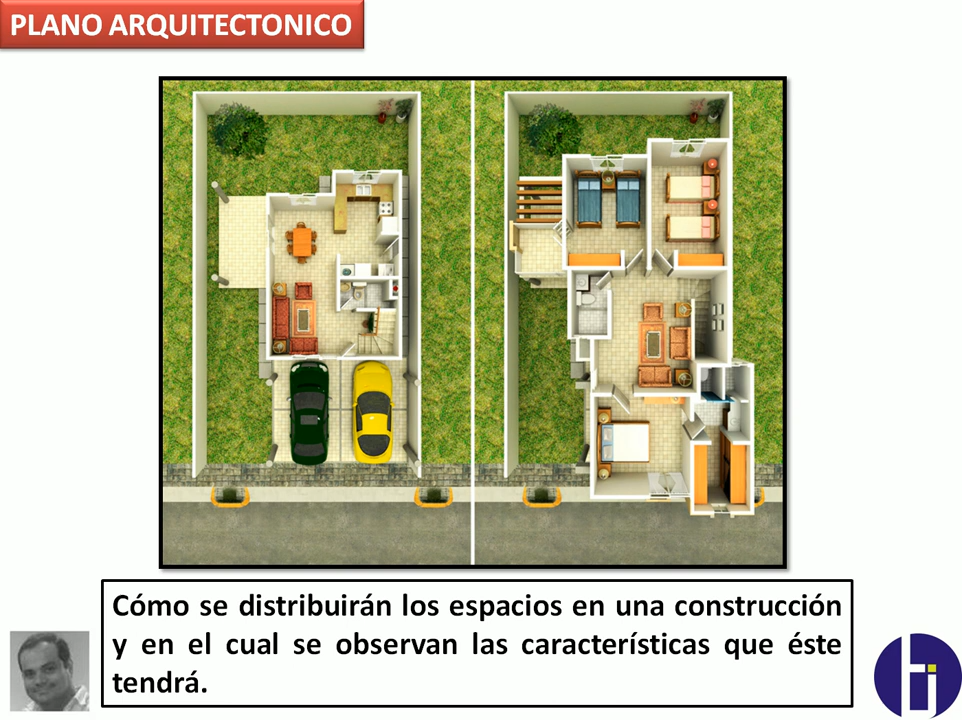 PLANO ARQUITECTONICO
Cómo se distribuirán los espacios en una construcción
y en el cual se observan las características que éste
tendrá.